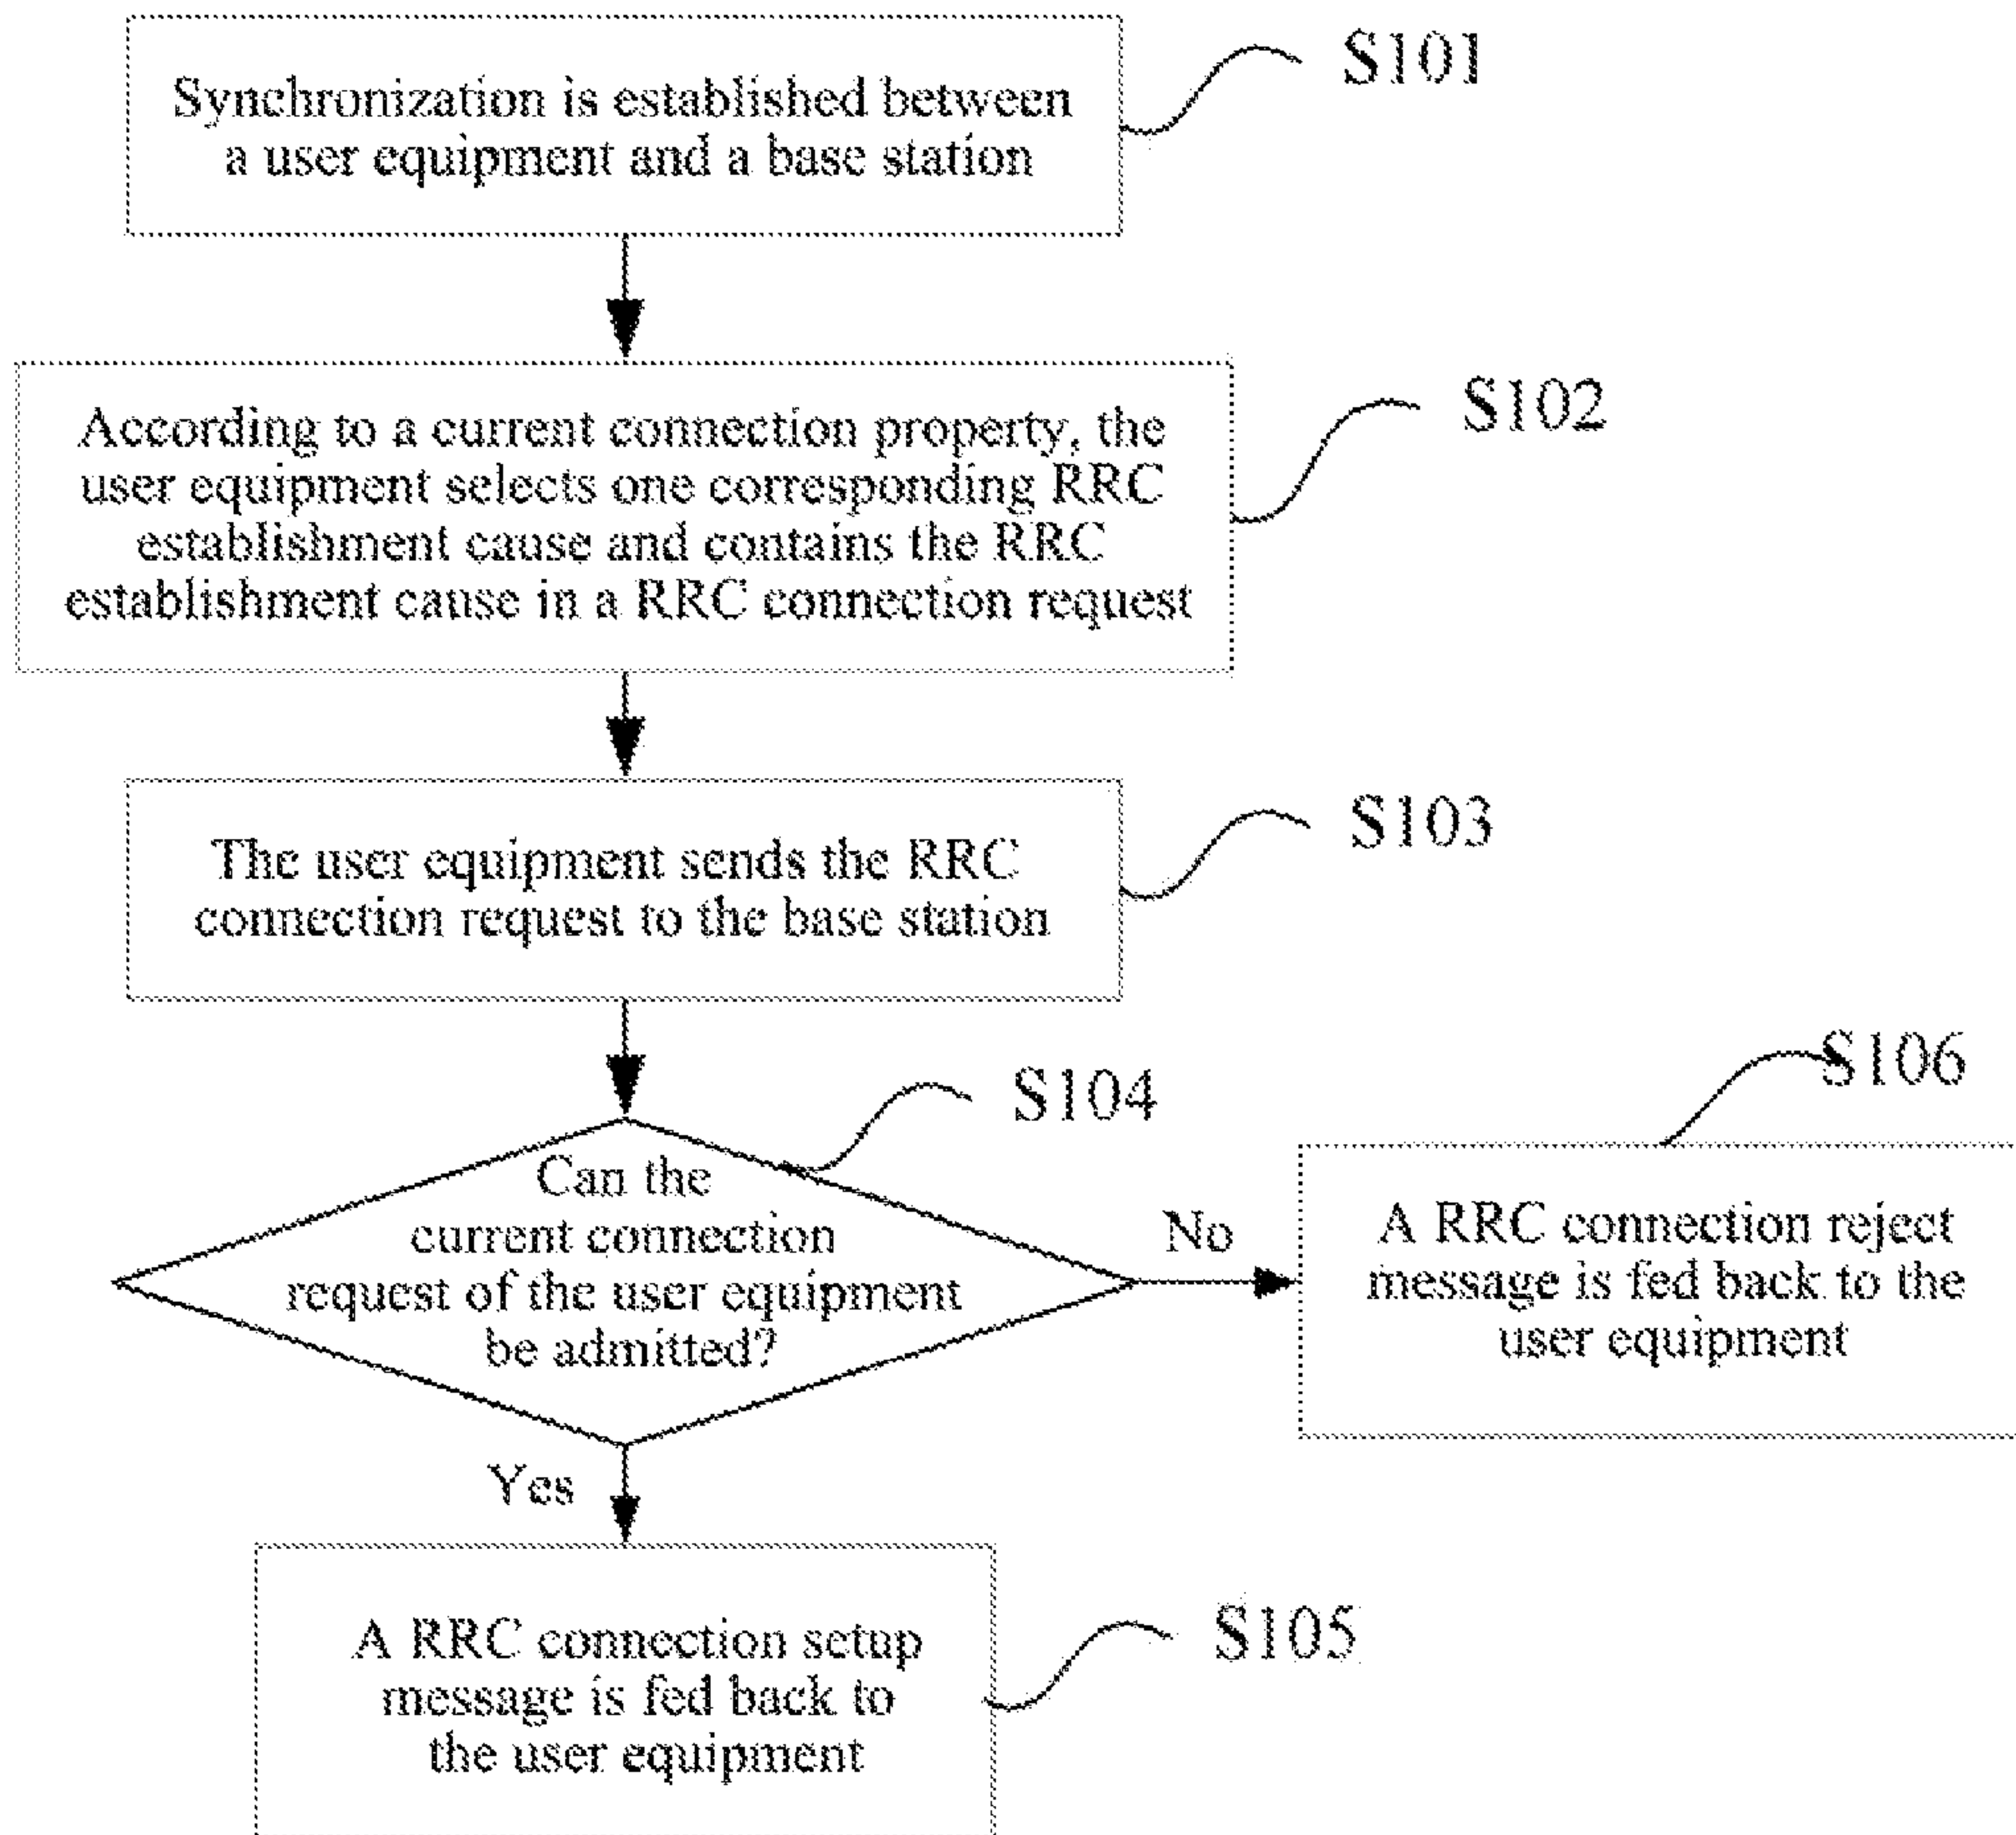 S101
Synchronization is established between
a user equipment and a base station
S102
According to a current connection property, the
user equipment selects one corresponding RRC
establishment cause and contains the RRC
establishment cause in a RRC connection request
S103
The user equipment sends the RRC
connection request to the base station
S104
Can the
current connection
request of the user equipment
be admitted?
No
S106
A RRC connection reject
message is fed back to the
user equipment
Yes
S105
A RRC connection setup
message is fed back to
the user equipment